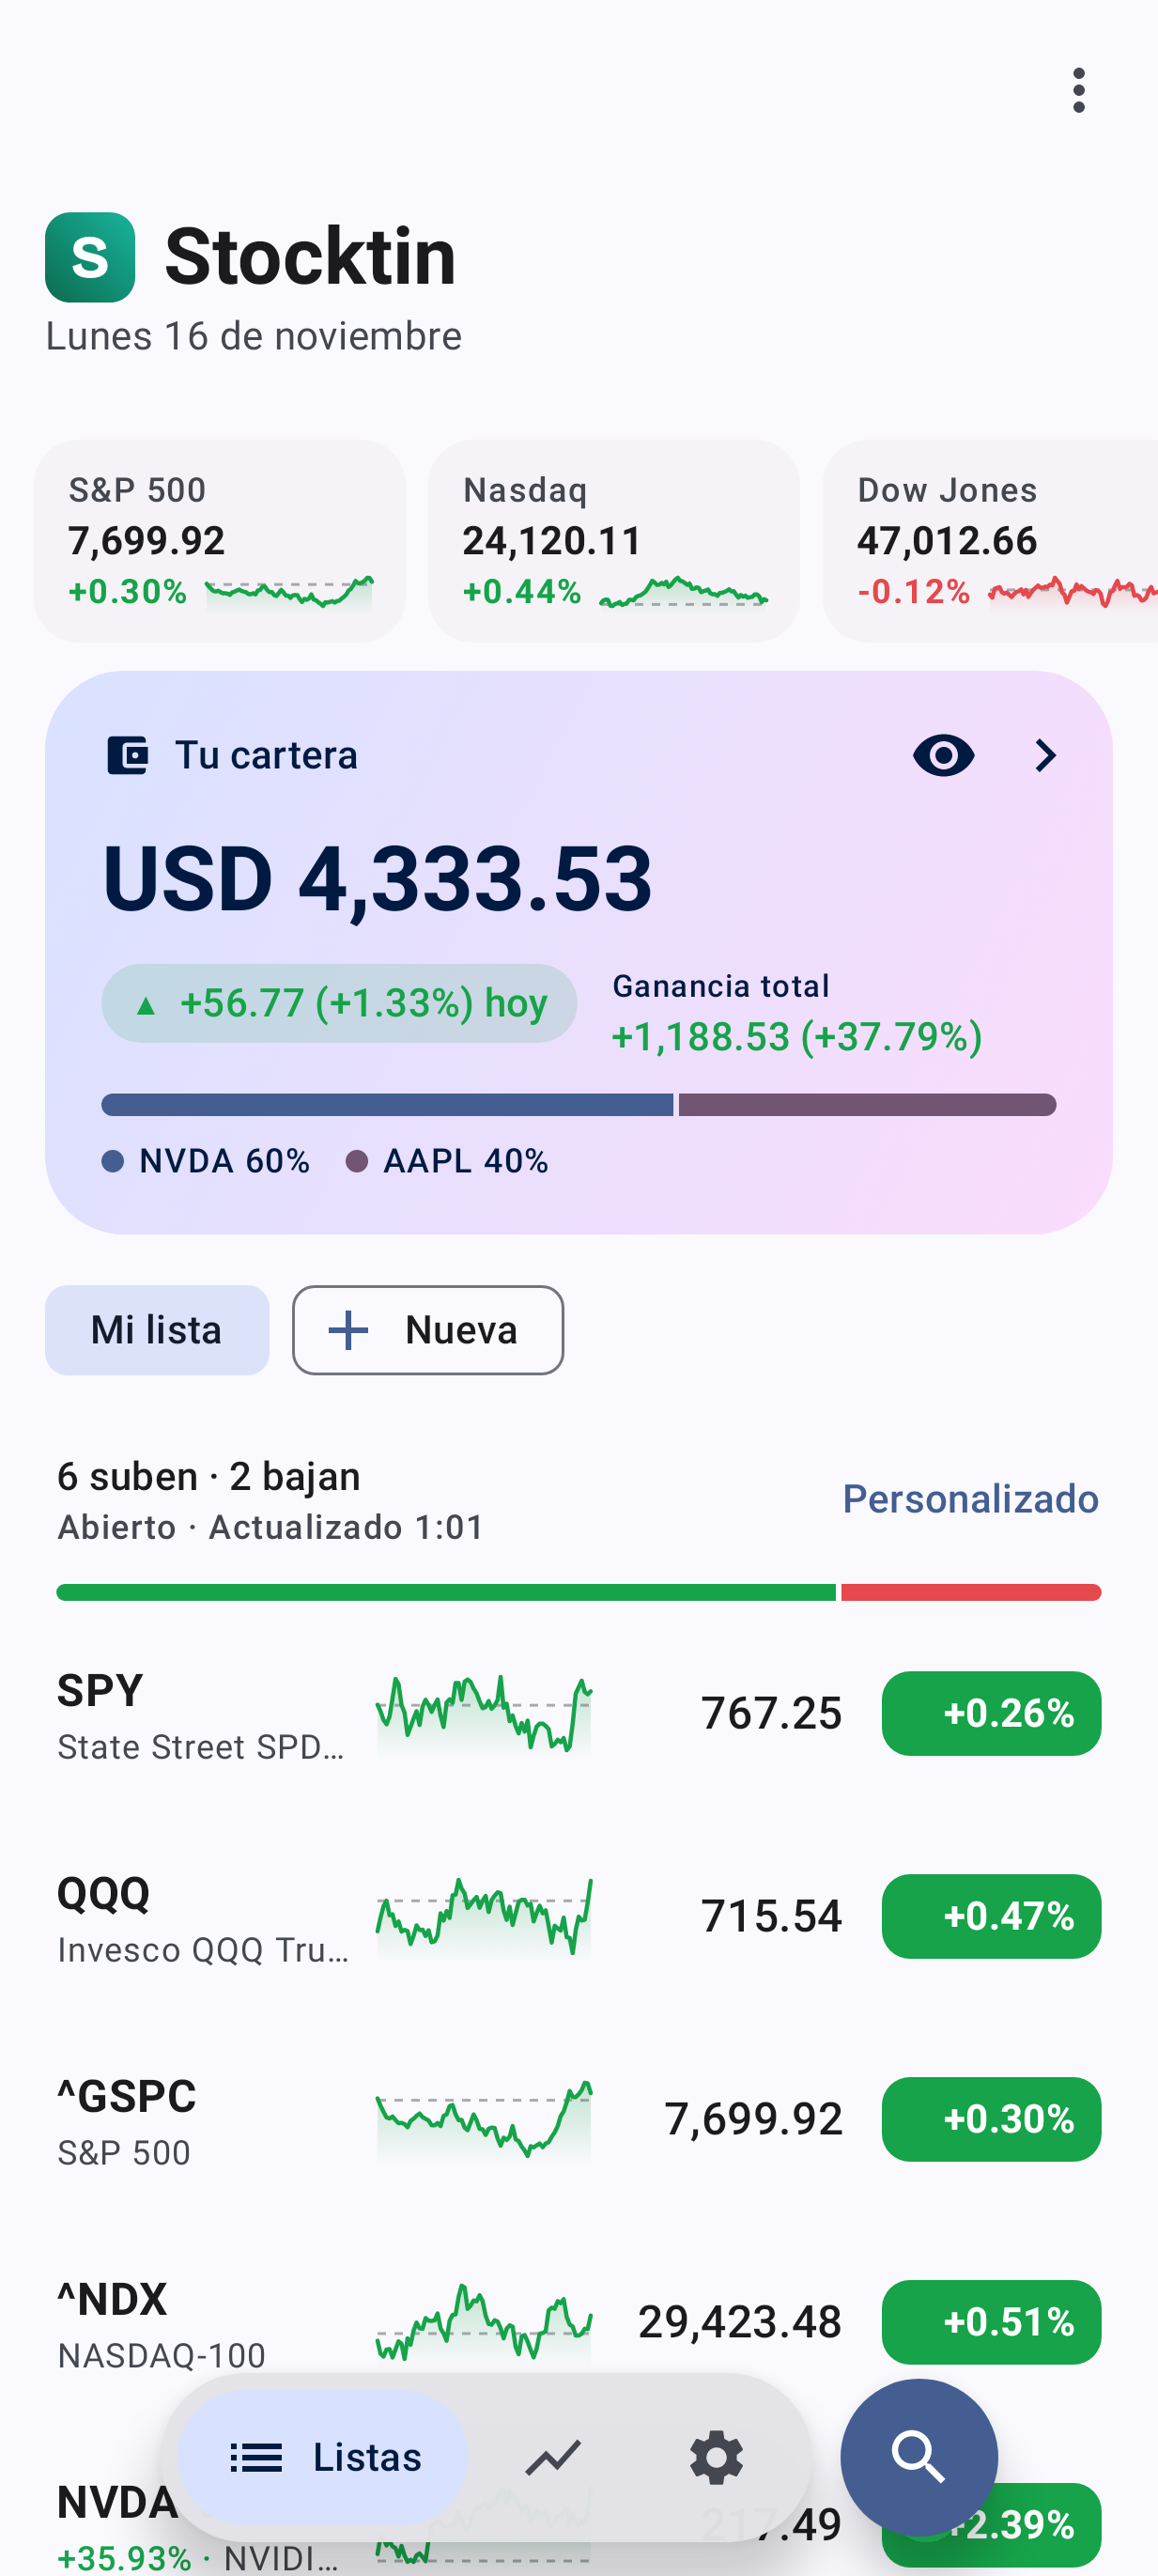 S Stocktin
Lunes 16 de noviembre
S&P 500
7,699.92
+0.30%
Nasdaq
24,120.11
+0.44%
Dow Jones
47,012.66
-0.12%
Tu cartera
USD 4,333.53
▲ +56.77 (+1.33%) hoy
Ganancia total
+1,188.53 (+37.79%)
NVDA 60% AAPL 40%
Mi lista
Nueva
6 suben · 2 bajan
Abierto · Actualizado 1:01
Personalizado
SPY
State Street SPD...
767.25
+0.26%
QQQ
Invesco QQQ Tru...
715.54
+0.47%
^GSPC
S&P 500
7,699.92
+0.30%
^NDX
NASDAQ-100
29,423.48
+0.51%
Listas
NVDA
+35.93% · NVIDI...
217.49
+2.39%